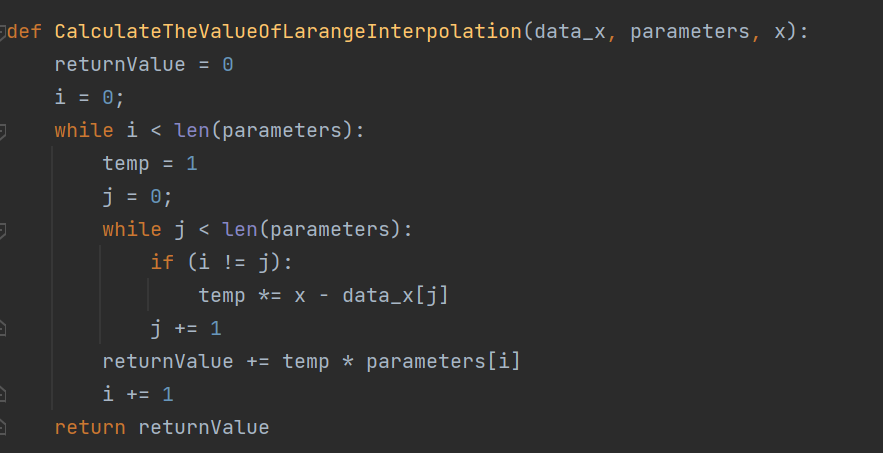 def CalculateTheValueOfLarangeInterpolation(data_x, parameters, x):
    returnValue = 0
    i = 0;
    while i < len(parameters):
        temp = 1
        j = 0;
        while j < len(parameters):
            if (i != j):
                temp *= x - data_x[j]
            j += 1
        returnValue += temp * parameters[i]
        i += 1
    return returnValue